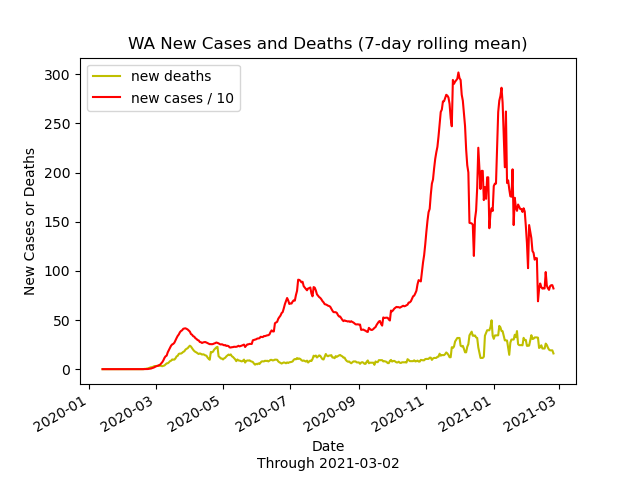 WA New Cases and Deaths (7-day rolling mean)
new deaths
new cases / 10
New Cases or Deaths
300
250
200
150
100
50
0
2020-01
2020-03
2020-05
2020-07
2020-09
2020-11
2021-01
2021-03
Date
Through 2021-03-02